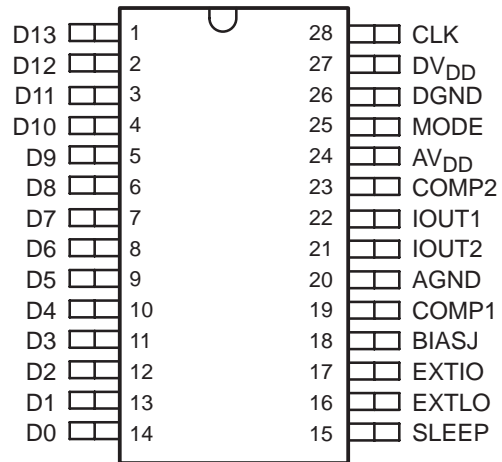 D13 1 28 CLK
D12 2 27 DVDD
D11 3 26 DGND
D10 4 25 MODE
D9 5 24 AVDD
D8 6 23 COMP2
D7 7 22 IOUT1
D6 8 21 IOUT2
D5 9 20 AGND
D4 10 19 COMP1
D3 11 18 BIASJ
D2 12 17 EXTIO
D1 13 16 EXTLO
D0 14 15 SLEEP